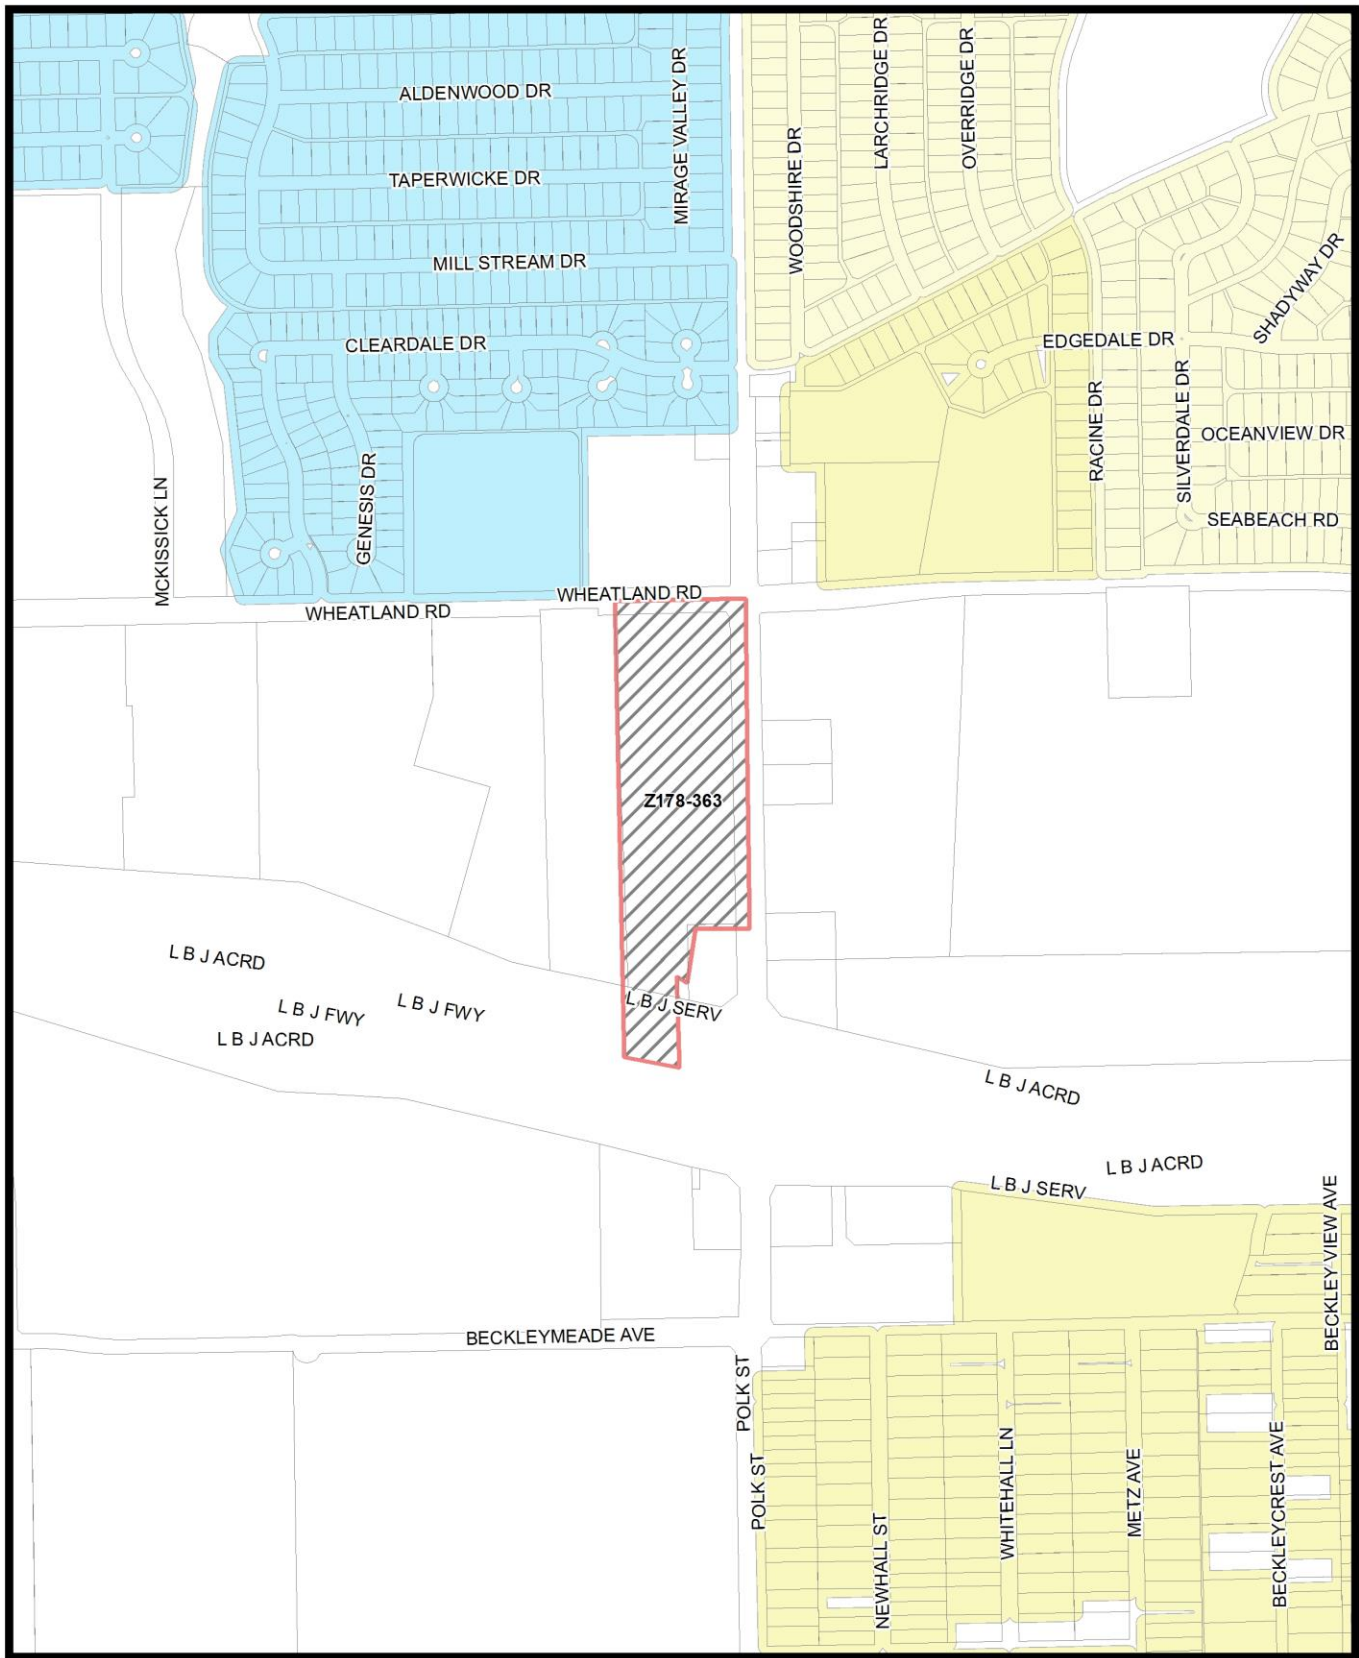 ALDENWOOD DR
MIRAGE VALLEY DR
LARCHRIDGE DR
OVERRIDGE DR
WOODSHIRE DR
TAPERWICKE DR
MILL STREAM DR
SHADYWAY DR
CLEARDALE DR
EDGEDALE DR
RACINE DR
SILVERDALE DR
OCEANVIEW DR
GENESIS DR
MCKISSICK LN
SEABEACH RD
WHEATLAND RD
WHEATLAND RD
Z178-363
L B J ACRD
L B J FWY
L B J FWY
L B J SERV
L B J ACRD
L B J ACRD
L B J ACRD
L B J SERV
BECKLEYVIEW AVE
BECKLEYMEADE AVE
POLK ST
POLK ST
NEWHALL ST
WHITEHALL LN
METZ AVE
BECKLEYCREST AVE